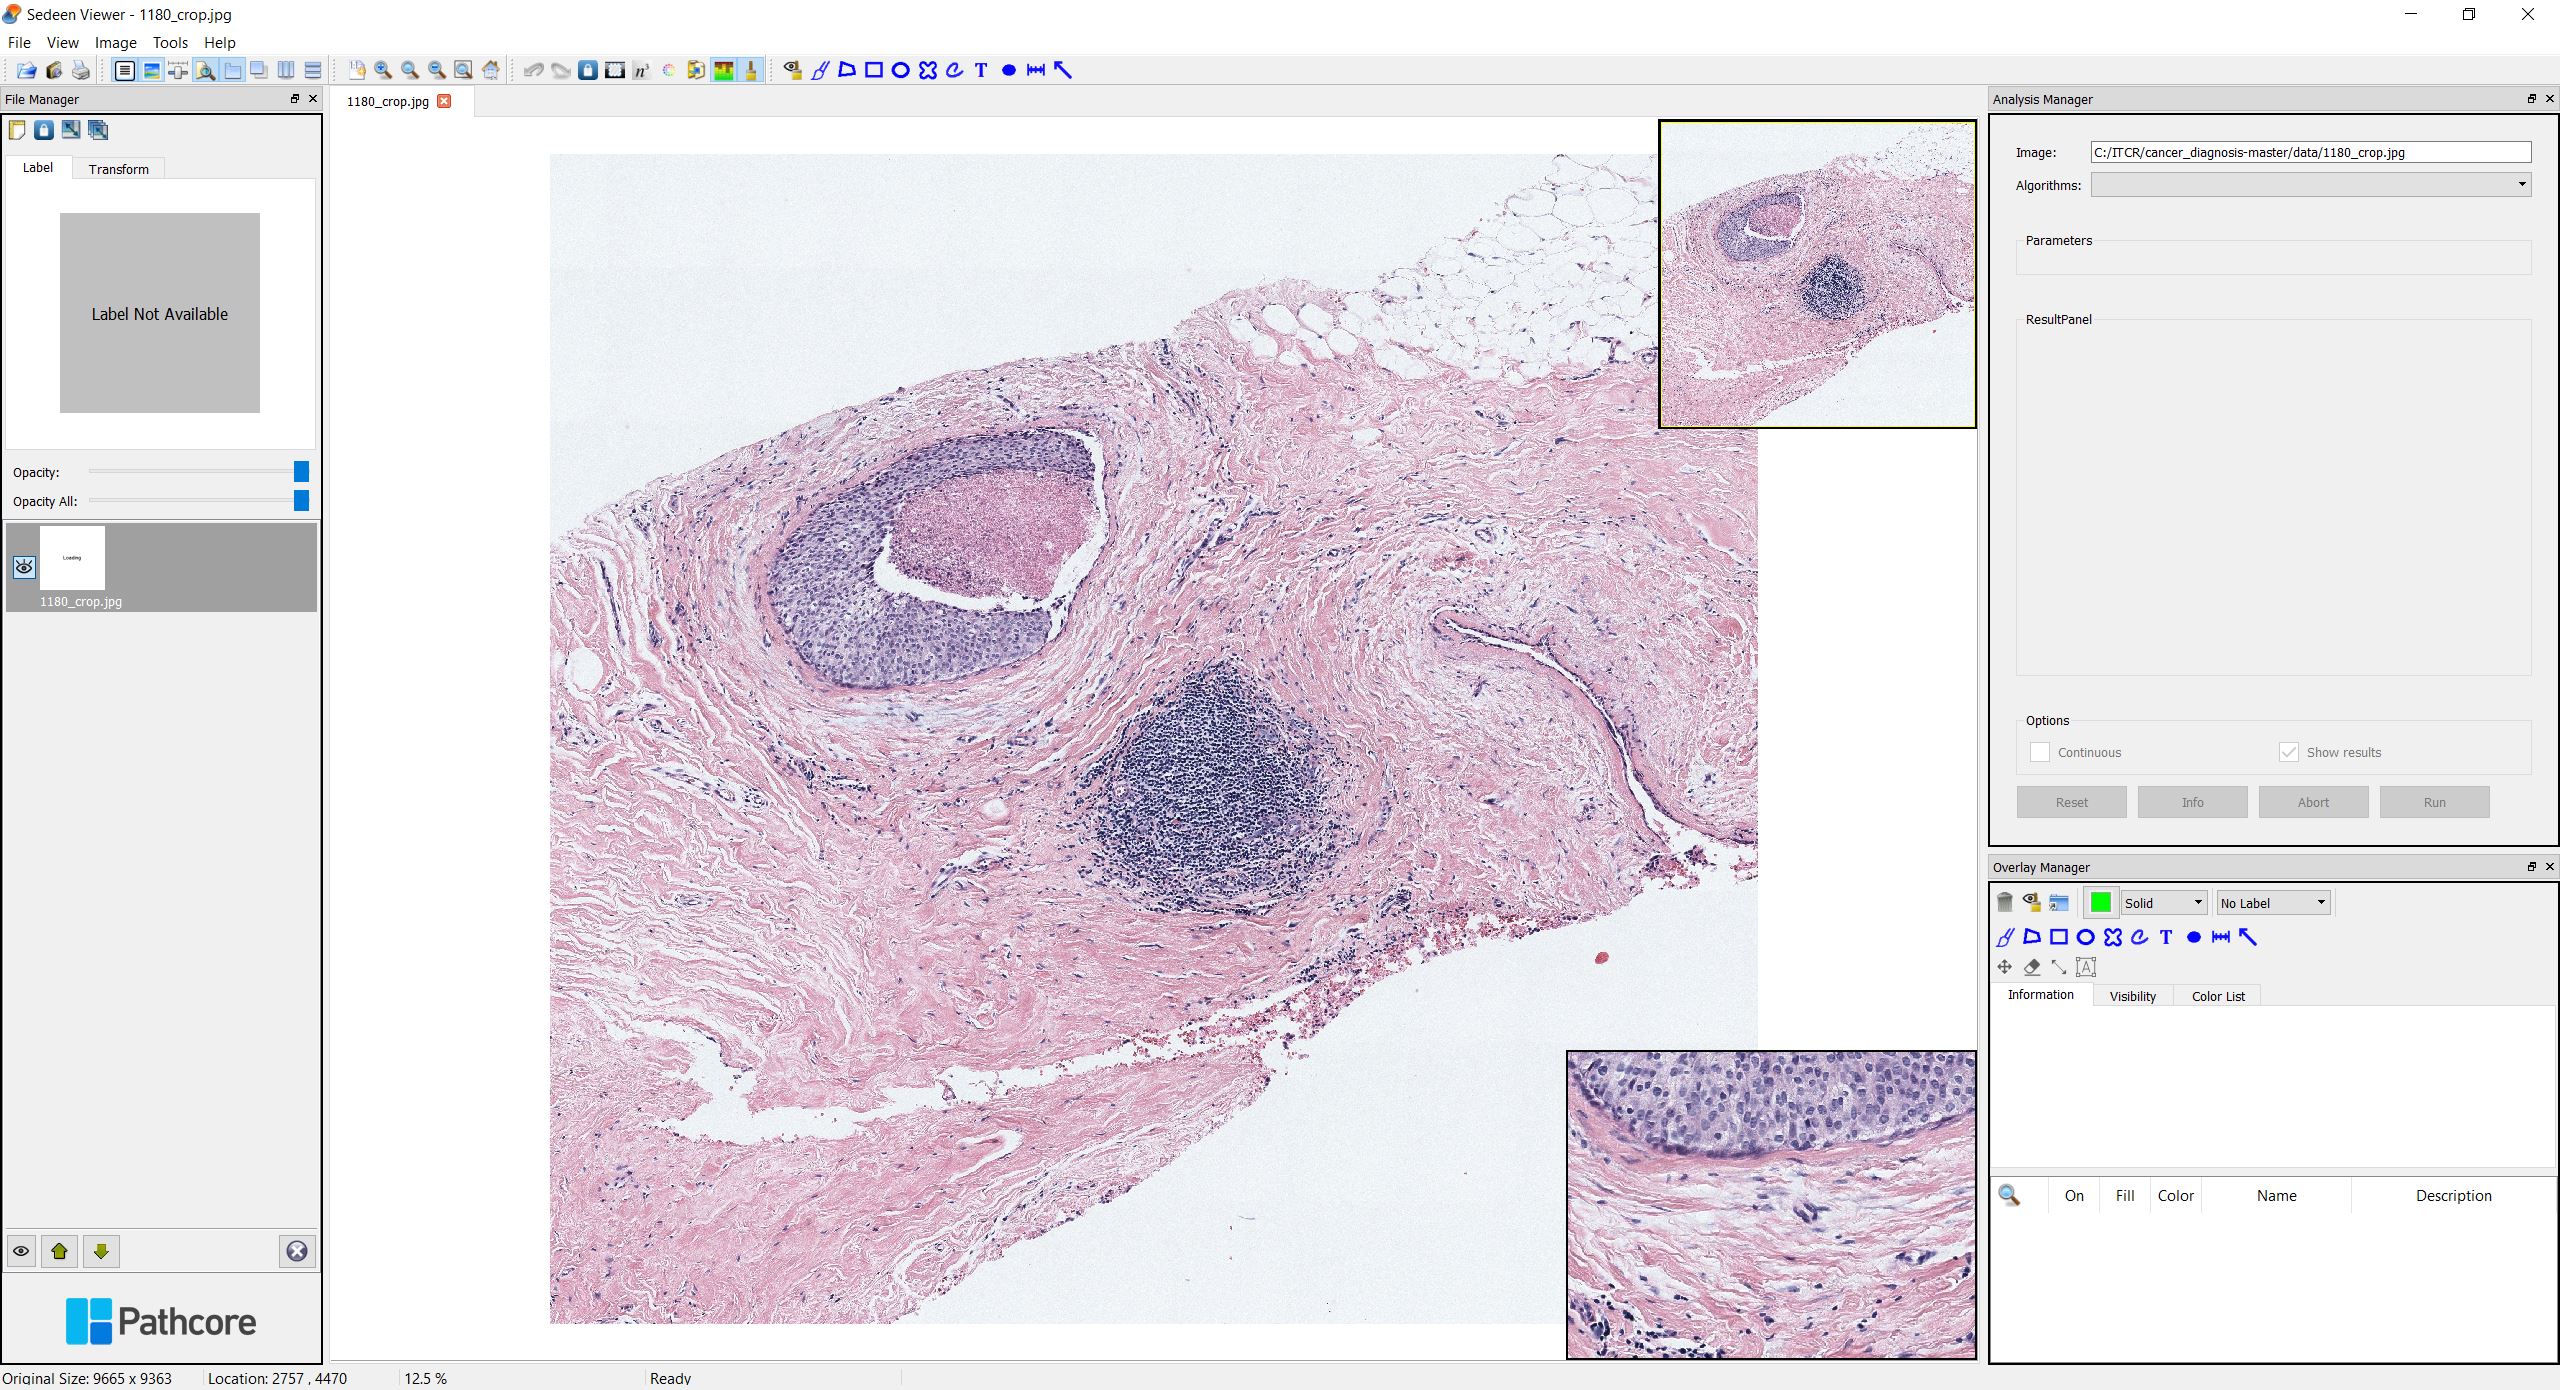 Sedeen Viewer - 1180_crop.jpg
File View Image Tools Help
n³ T
File Manager
1180_crop.jpg
Analysis Manager
Label Transform
Label Not Available
Opacity:
Opacity All:
Loading
1180_crop.jpg
Pathcore
Image: C:/ITCR/cancer_diagnosis-master/data/1180_crop.jpg
Algorithms:
Parameters
ResultPanel
Options
Continuous Show results
Reset Info Abort Run
Overlay Manager
Solid No Label
T
A
Information Visibility Color List
On Fill Color Name Description
Original Size: 9665 x 9363 Location: 2757 , 4470 12.5 % Ready